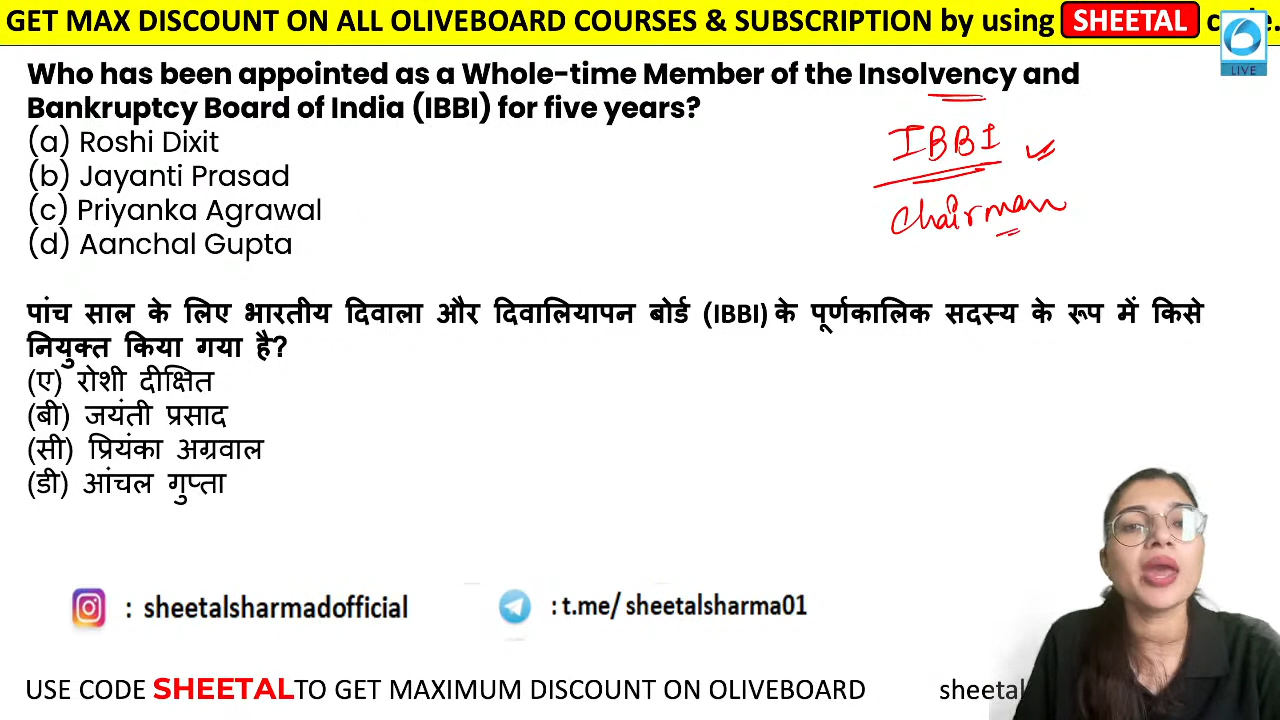 GET MAX DISCOUNT ON ALL OLIVEBOARD COURSES & SUBSCRIPTION by using SHEETAL code.
LIVE
Who has been appointed as a Whole-time Member of the Insolvency and
Bankruptcy Board of India (IBBI) for five years?
(a) Roshi Dixit
(b) Jayanti Prasad
(c) Priyanka Agrawal
(d) Aanchal Gupta
IBBI
Chairman
पांच साल के लिए भारतीय दिवाला और दिवालियापन बोर्ड (IBBI) के पूर्णकालिक सदस्य के रूप में किसे
नियुक्त किया गया है?
(ए) रोशी दीक्षित
(बी) जयंती प्रसाद
(सी) प्रियंका अग्रवाल
(डी) आंचल गुप्ता
: sheetalsharmadofficial
: t.me/ sheetalsharma01
USE CODE SHEETAL TO GET MAXIMUM DISCOUNT ON OLIVEBOARD